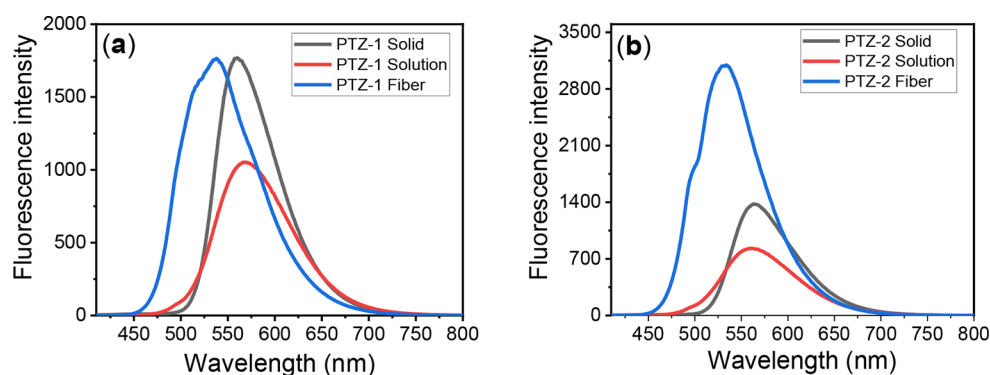 (a)
PTZ-1 Solid
PTZ-1 Solution
PTZ-1 Fiber
Fluorescence intensity
2000
1500
1000
500
0
450 500 550 600 650 700 750 800
Wavelength (nm)
(b)
PTZ-2 Solid
PTZ-2 Solution
PTZ-2 Fiber
Fluorescence intensity
3500
2800
2100
1400
700
0
450 500 550 600 650 700 750 800
Wavelength (nm)